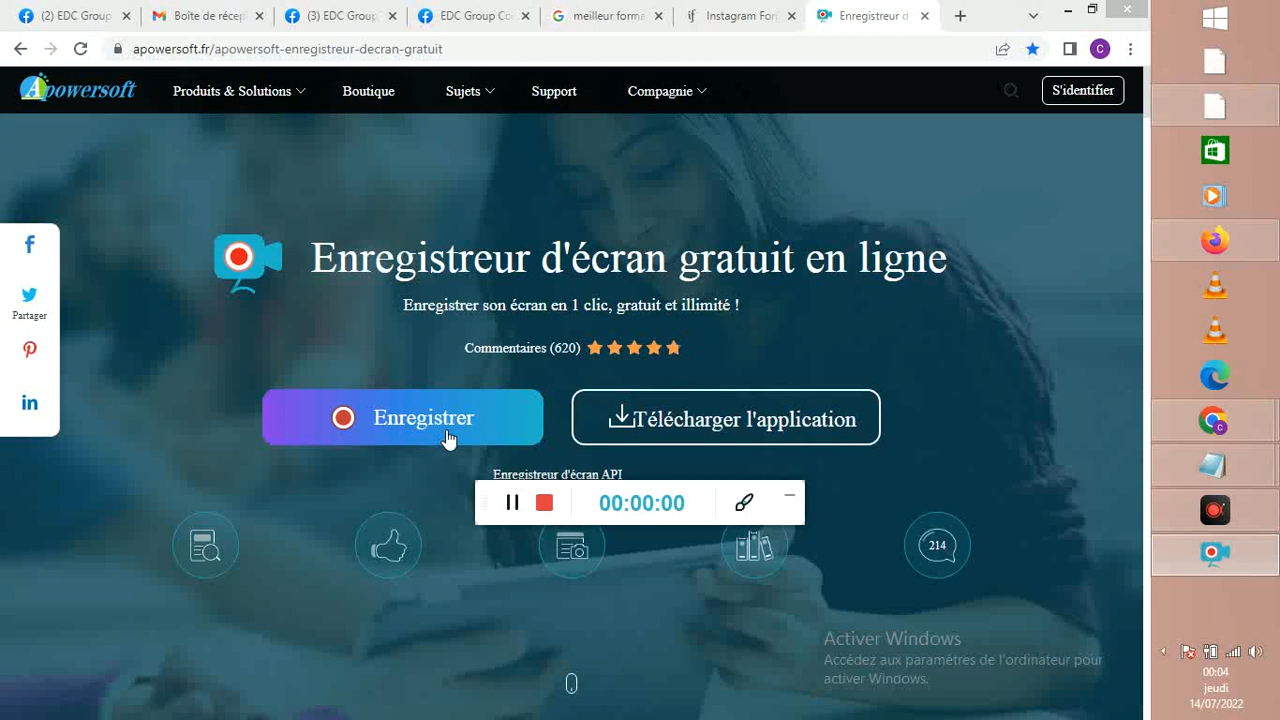 (2) EDC Group
Boîte de récep
(3) EDC Group
EDC Group Co
meilleur forma
Instagram For
Enregistreur d
apowersoft.fr/apowersoft-enregistreur-decran-gratuit
C
Apowersoft
Produits & Solutions
Boutique
Sujets
Support
Compagnie
S'identifier
Enregistreur d'écran gratuit en ligne
Enregistrer son écran en 1 clic, gratuit et illimité !
Partager
Commentaires (620)
Enregistrer
Télécharger l'application
Enregistreur d'écran API
00:00:00
214
Activer Windows
Accédez aux paramètres de l'ordinateur pour
activer Windows.
00:04
jeudi
14/07/2022